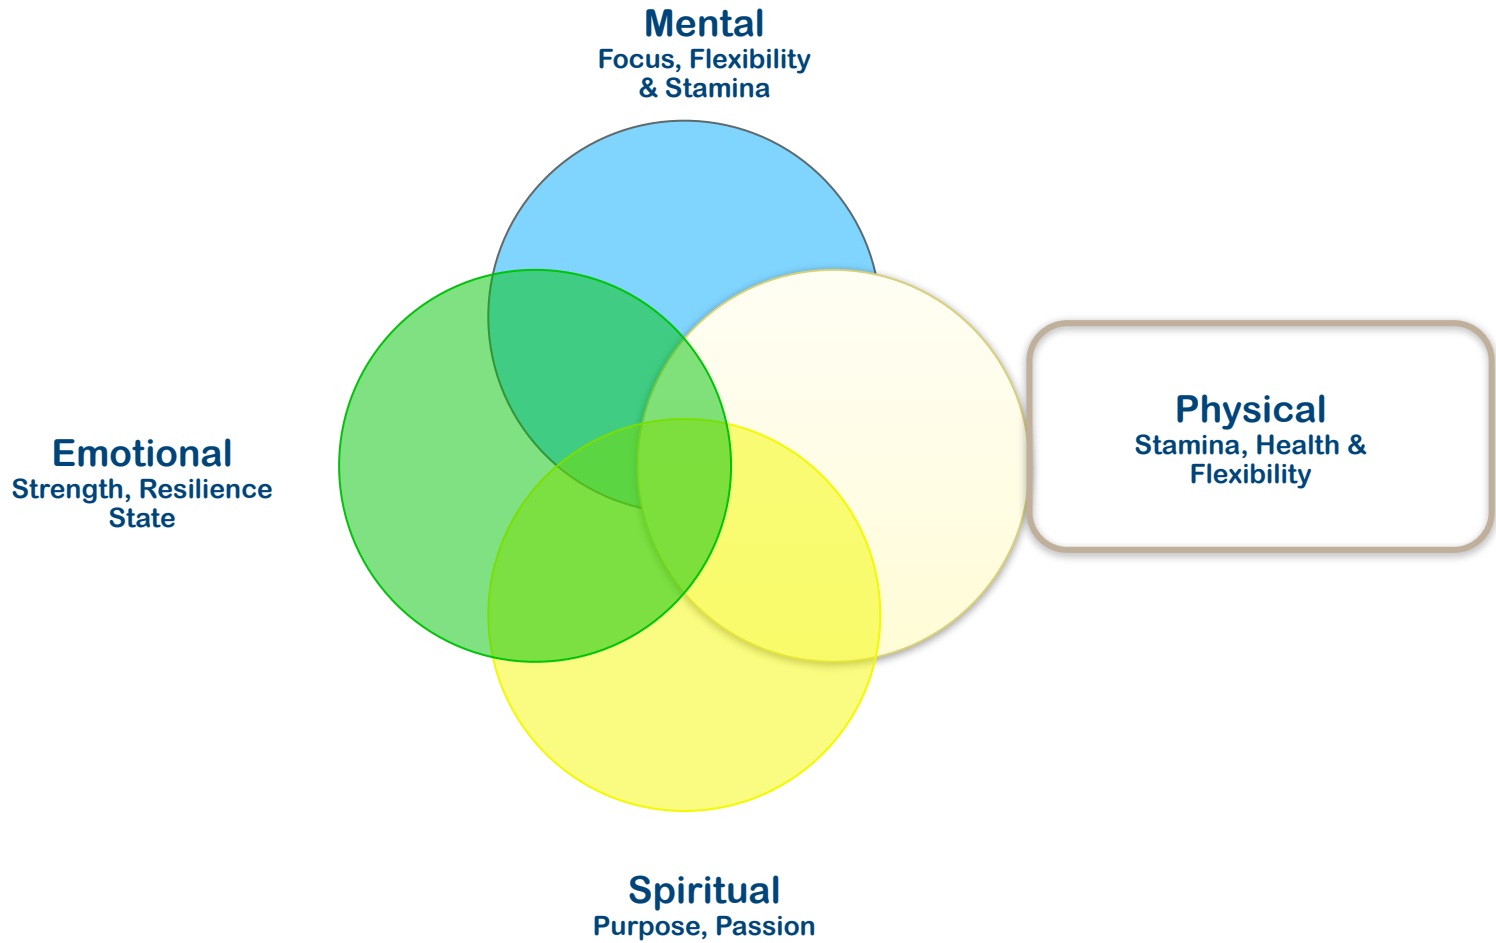 Mental
Focus, Flexibility
& Stamina
Physical
Stamina, Health &
Flexibility
Emotional
Strength, Resilience
State
Spiritual
Purpose, Passion